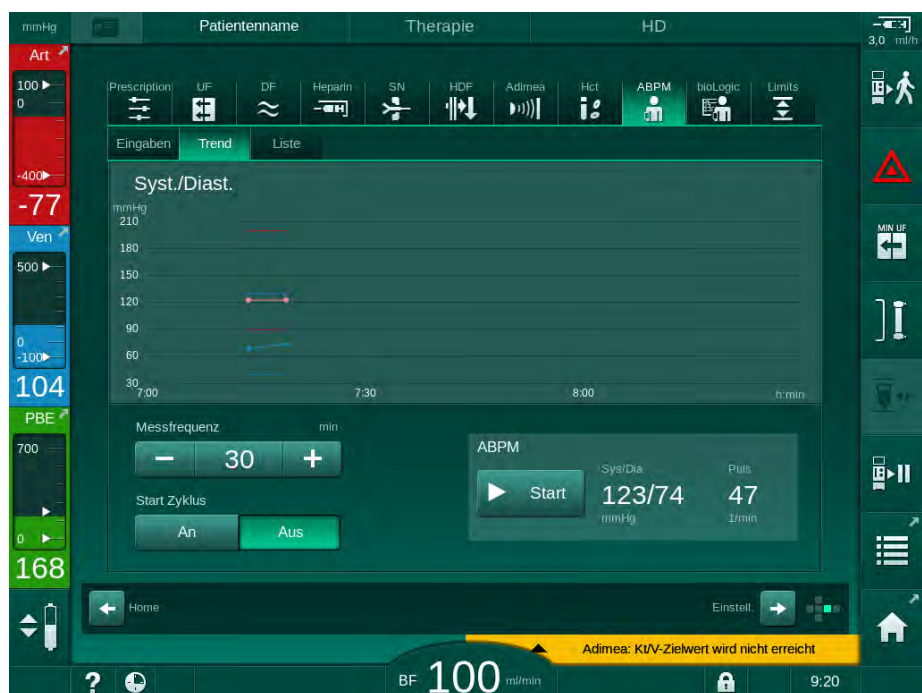 mmHg Patientenname Therapie HD 3,0 ml/h
Art
100
0
-400
-77
Ven
500
0
-100
104
PBE
700
0
168
Prescription UF DF Heparin SN HDF Adimea Hct ABPM bioLogic Limits
Eingaben Trend Liste
Syst./Diast.
mmHg
210
180
150
120
90
60
30
7:00 7:30 8:00 h:min
Messfrequenz min
− 30 +
Start Zyklus
An Aus
ABPM
Start
Sys/Dia Puls
123/74 47
mmHg 1/min
MIN UF
Home Einstell.
Adimea: Kt/V-Zielwert wird nicht erreicht
? BF 100 ml/min 9:20